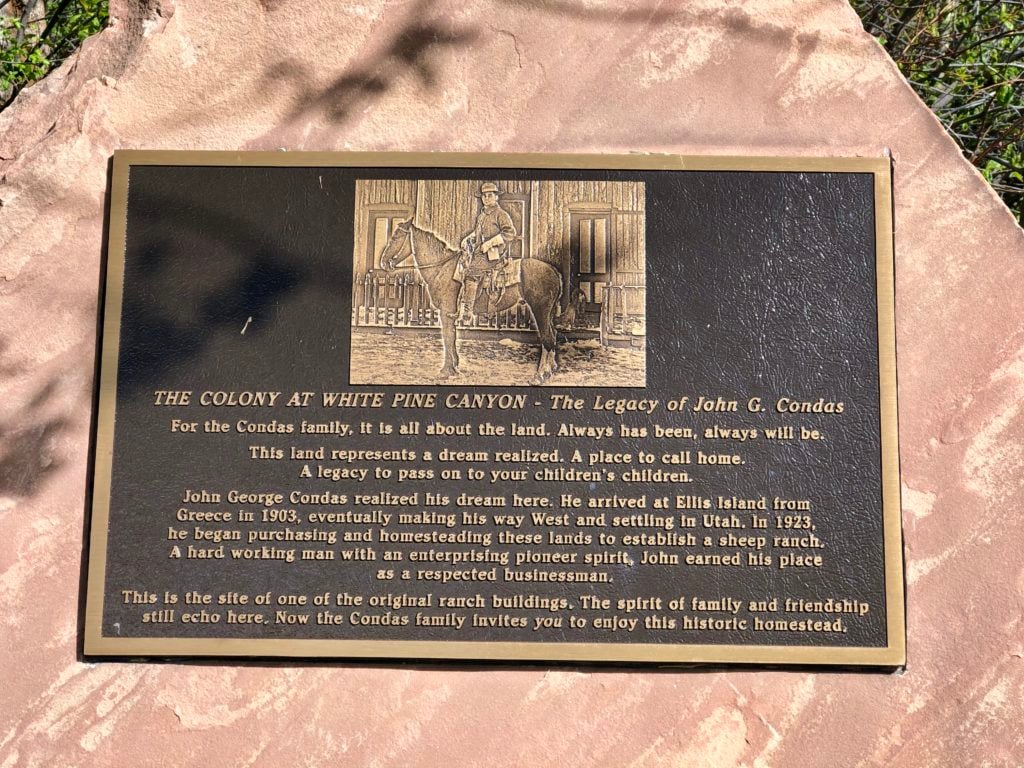 THE COLONY AT WHITE PINE CANYON - The Legacy of John G. Condas
For the Condas family, it is all about the land. Always has been, always will be.
This land represents a dream realized. A place to call home.
A legacy to pass on to your children's children.
John George Condas realized his dream here. He arrived at Ellis Island from
Greece in 1903, eventually making his way West and settling in Utah. In 1923,
he began purchasing and homesteading these lands to establish a sheep ranch.
A hard working man with an enterprising pioneer spirit, John earned his place
as a respected businessman.
This is the site of one of the original ranch buildings. The spirit of family and friendship
still echo here. Now the Condas family invites you to enjoy this historic homestead.